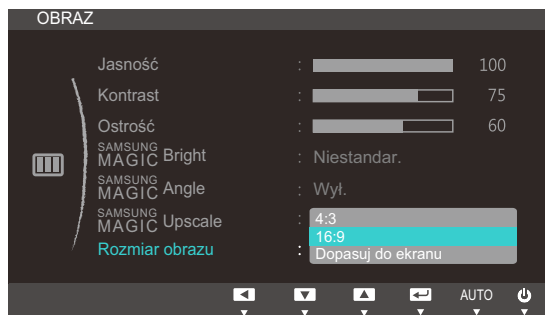 OBRAZ
Jasność : 100
Kontrast : 75
Ostrość : 60
SAMSUNG MAGIC Bright : Niestandar.
SAMSUNG MAGIC Angle : Wył.
SAMSUNG MAGIC Upscale : 4:3
16:9
Rozmiar obrazu : Dopasuj do ekranu
AUTO